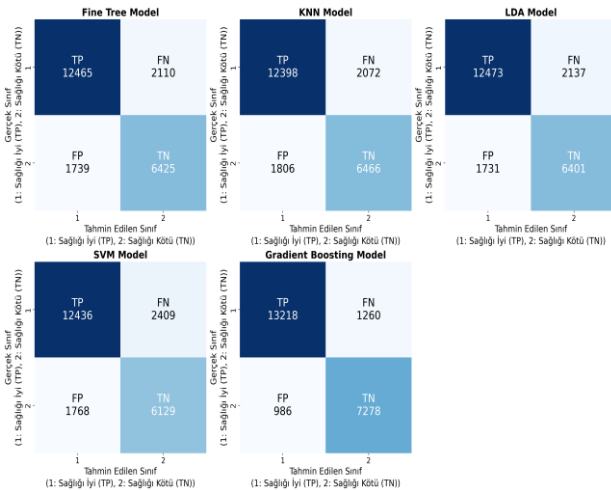 Fine Tree Model
Gerçek Sınıf
(1: Sağlığı İyi (TP), 2: Sağlığı Kötü (TN))
1
2
TP
12465
FN
2110
FP
1739
TN
6425
1
2
Tahmin Edilen Sınıf
(1: Sağlığı İyi (TP), 2: Sağlığı Kötü (TN))
KNN Model
Gerçek Sınıf
(1: Sağlığı İyi (TP), 2: Sağlığı Kötü (TN))
1
2
TP
12398
FN
2072
FP
1806
TN
6466
1
2
Tahmin Edilen Sınıf
(1: Sağlığı İyi (TP), 2: Sağlığı Kötü (TN))
LDA Model
Gerçek Sınıf
(1: Sağlığı İyi (TP), 2: Sağlığı Kötü (TN))
1
2
TP
12473
FN
2137
FP
1731
TN
6401
1
2
Tahmin Edilen Sınıf
(1: Sağlığı İyi (TP), 2: Sağlığı Kötü (TN))
SVM Model
Gerçek Sınıf
(1: Sağlığı İyi (TP), 2: Sağlığı Kötü (TN))
1
2
TP
12436
FN
2409
FP
1768
TN
6129
1
2
Tahmin Edilen Sınıf
(1: Sağlığı İyi (TP), 2: Sağlığı Kötü (TN))
Gradient Boosting Model
Gerçek Sınıf
(1: Sağlığı İyi (TP), 2: Sağlığı Kötü (TN))
1
2
TP
13218
FN
1260
FP
986
TN
7278
1
2
Tahmin Edilen Sınıf
(1: Sağlığı İyi (TP), 2: Sağlığı Kötü (TN))